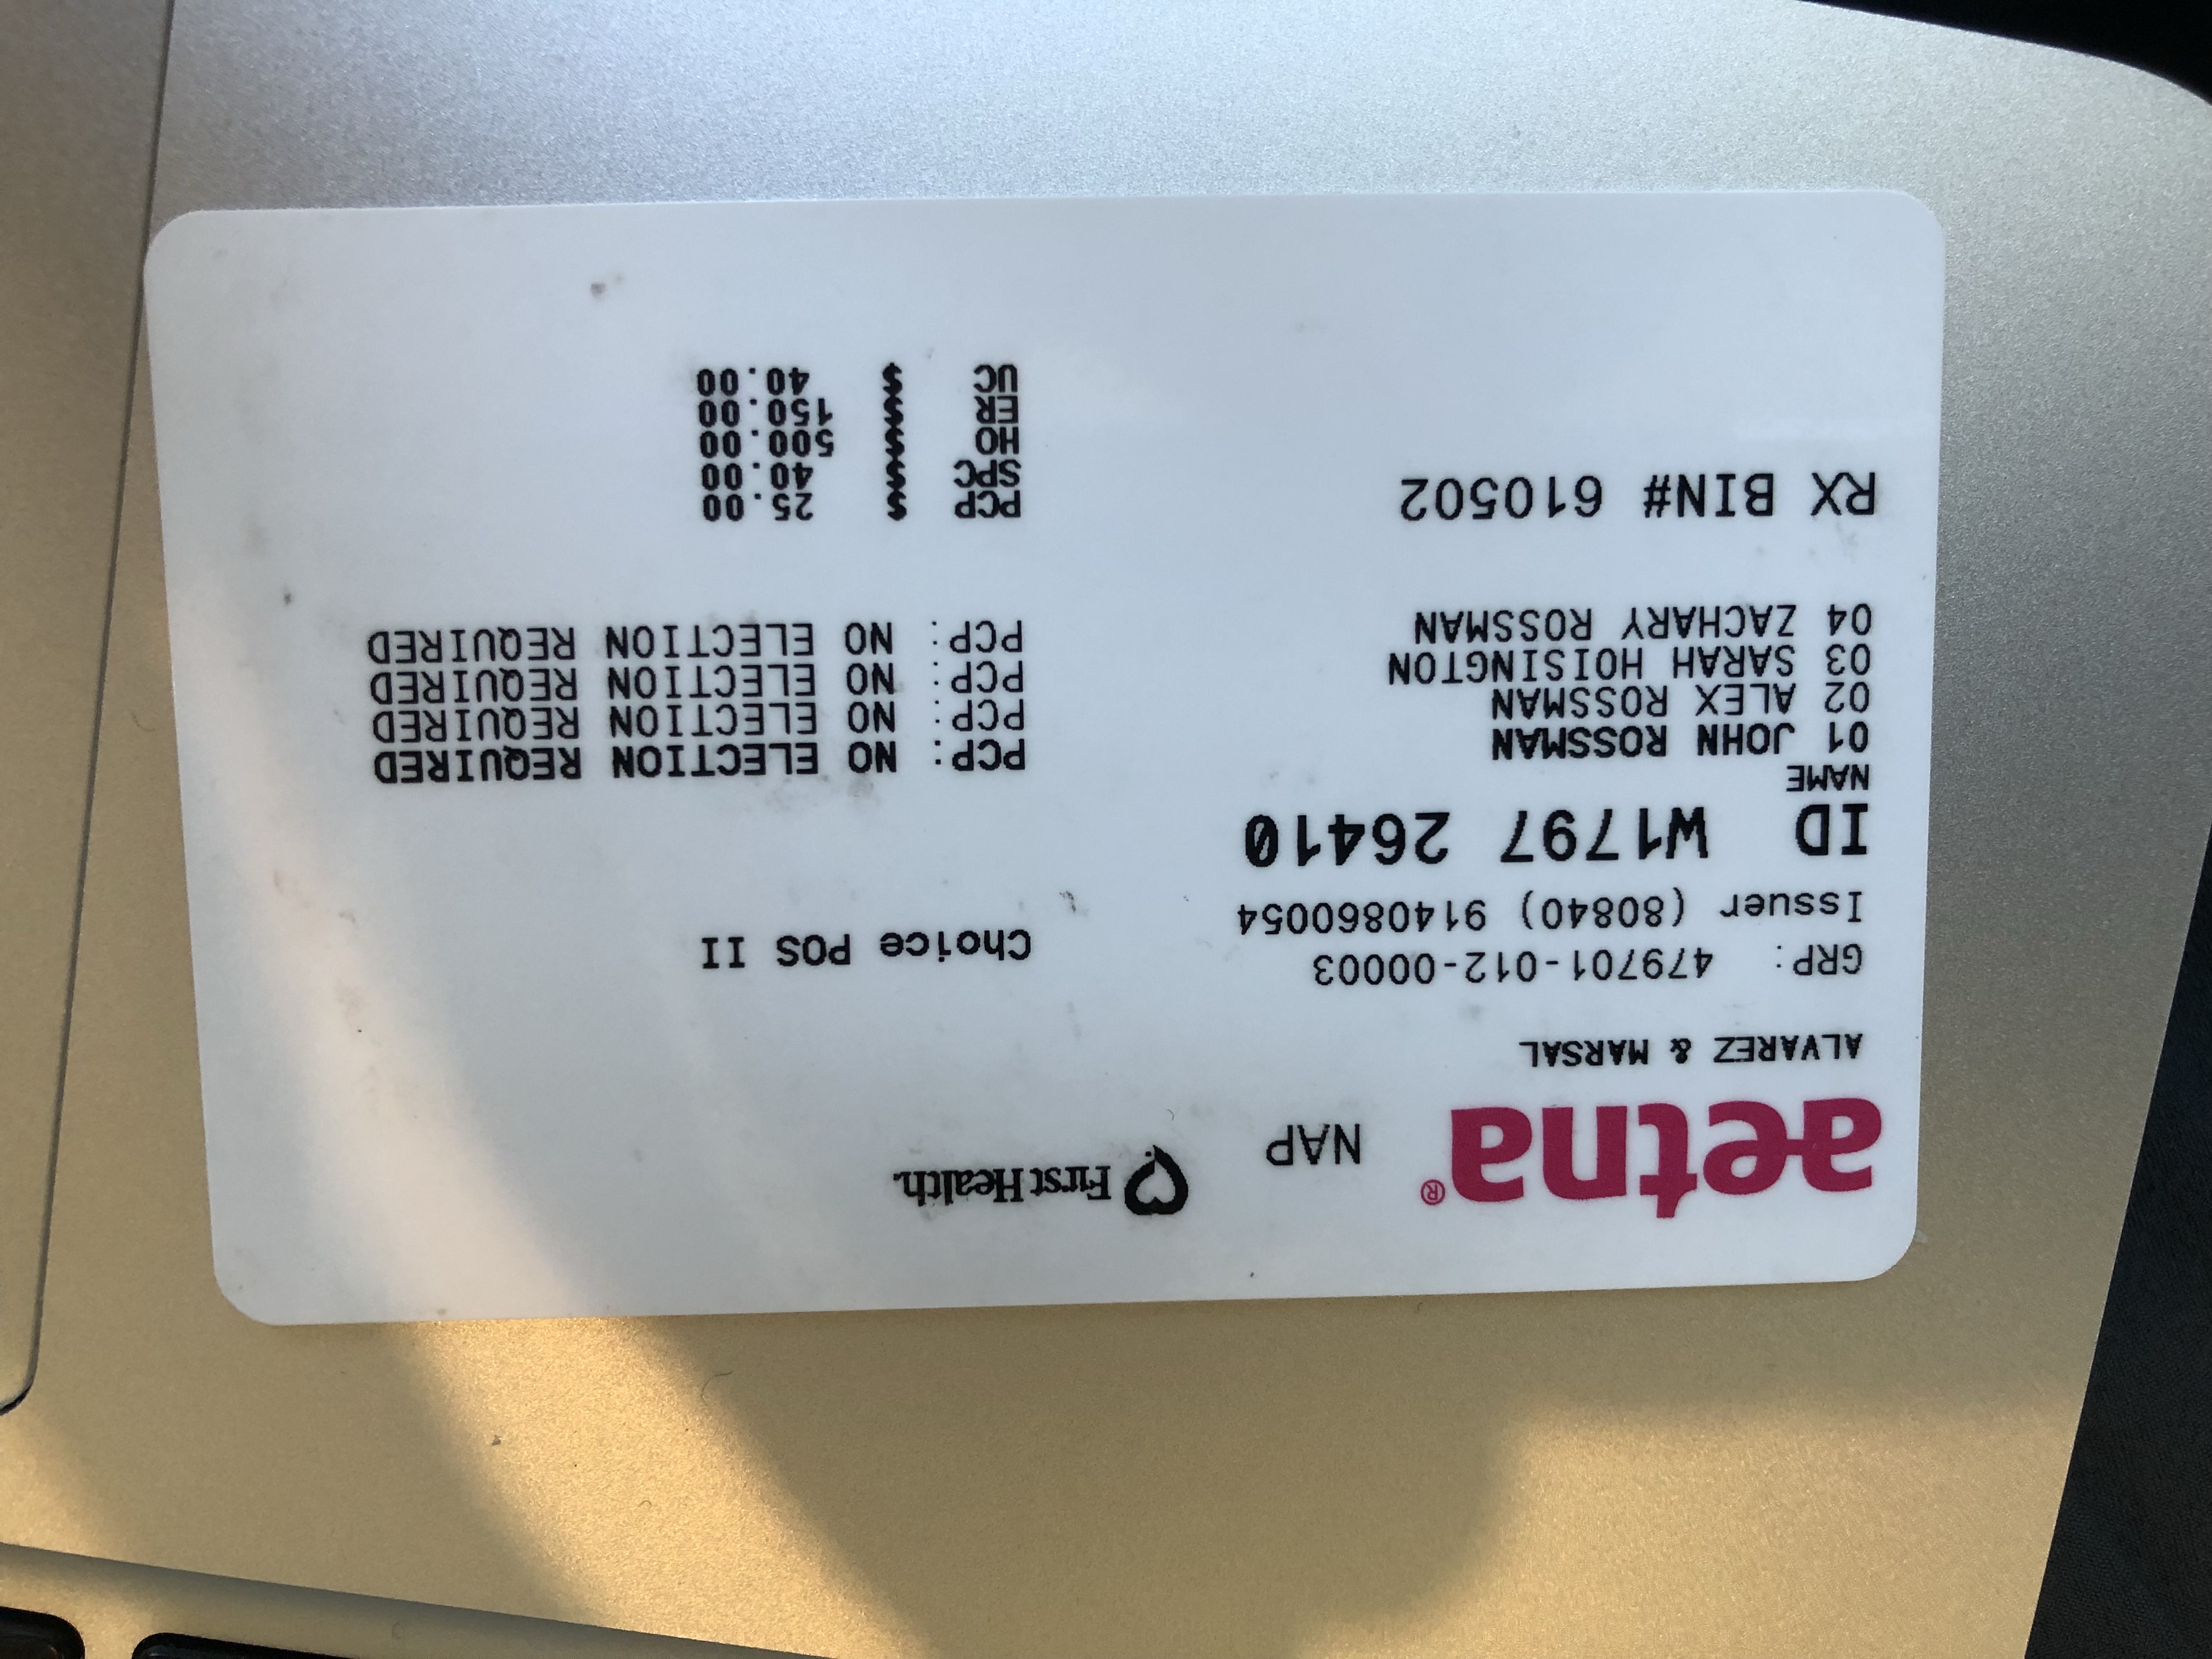 aetna® NAP First Health.
ALVAREZ & MARSAL
GRP: 479701-012-00003
Issuer (80840) 9140860054
Choice POS II
ID W1797 26410
NAME
01 JOHN ROSSMAN PCP: NO ELECTION REQUIRED
02 ALEX ROSSMAN PCP: NO ELECTION REQUIRED
03 SARAH HOISINGTON PCP: NO ELECTION REQUIRED
04 ZACHARY ROSSMAN PCP: NO ELECTION REQUIRED
RX BIN# 610502
PCP $ 25.00
SPC $ 40.00
HO $ 500.00
ER $ 150.00
UC $ 40.00